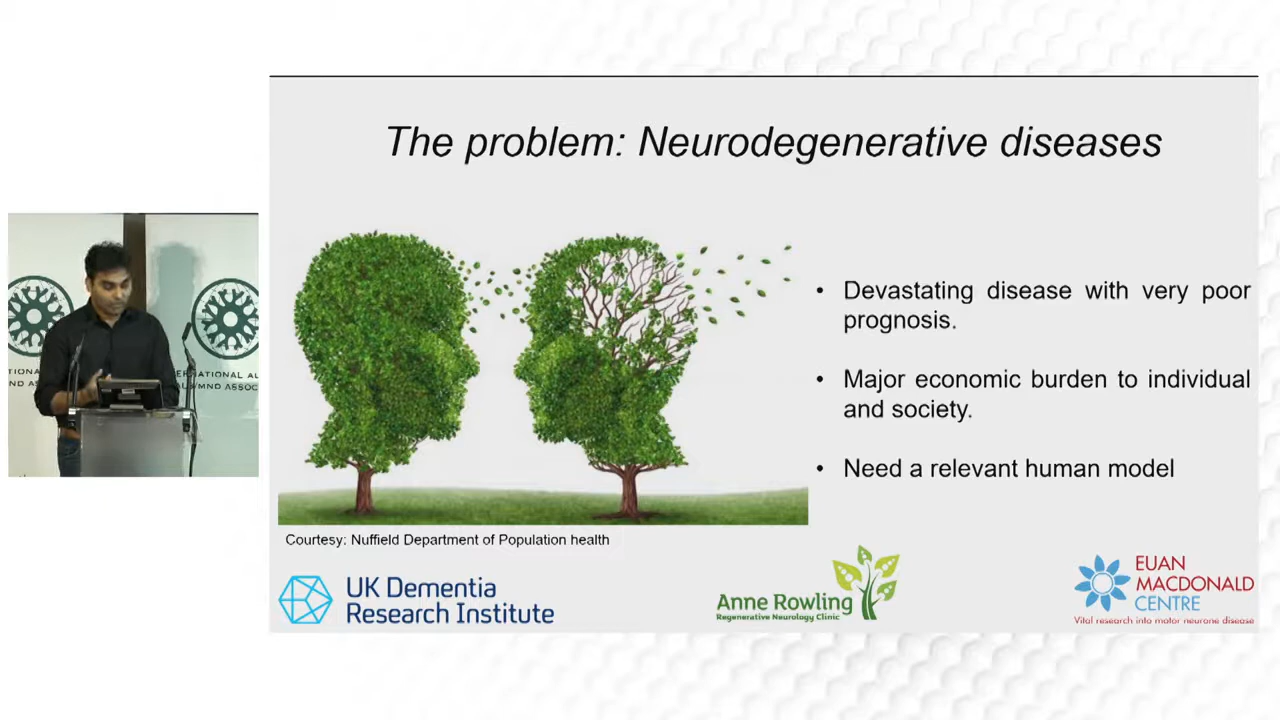 The problem: Neurodegenerative diseases
• Devastating disease with very poor
prognosis.
• Major economic burden to individual
and society.
• Need a relevant human model
Courtesy: Nuffield Department of Population health
UK Dementia
Research Institute
Anne Rowling
Regenerative Neurology Clinic
EUAN
MACDONALD
CENTRE
Vital research into motor neurone disease